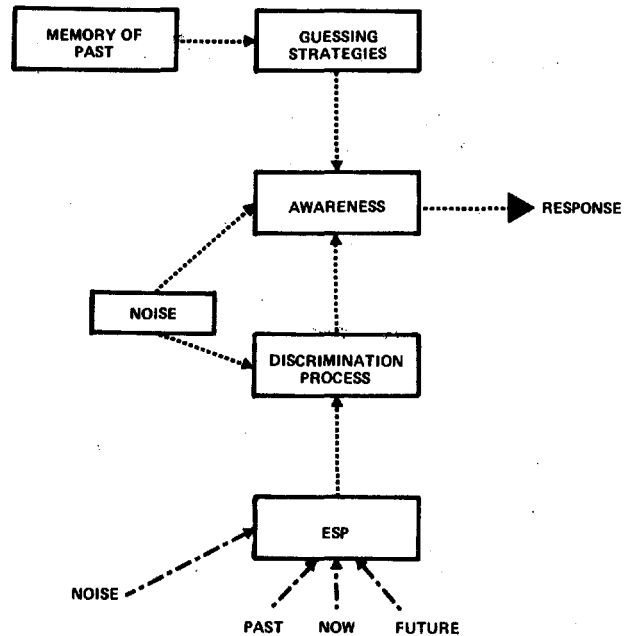 MEMORY OF
PAST
GUESSING
STRATEGIES
AWARENESS
RESPONSE
NOISE
DISCRIMINATION
PROCESS
ESP
NOISE
PAST NOW FUTURE